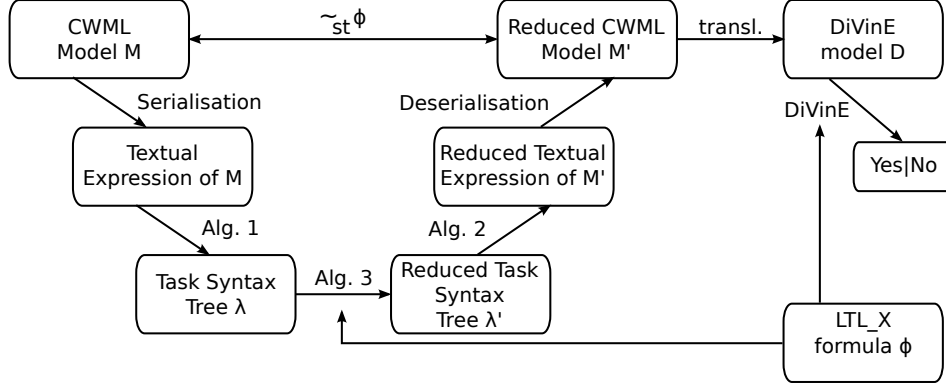 CWML
Model M
~
st ϕ
Reduced CWML
Model M'
transl.
DiVinE
model D
Serialisation
Deserialisation
DiVinE
Textual
Expression of M
Reduced Textual
Expression of M'
Yes|No
Alg. 1
Alg. 2
Task Syntax
Tree λ
Alg. 3
Reduced Task
Syntax
Tree λ'
LTL_X
formula ϕ